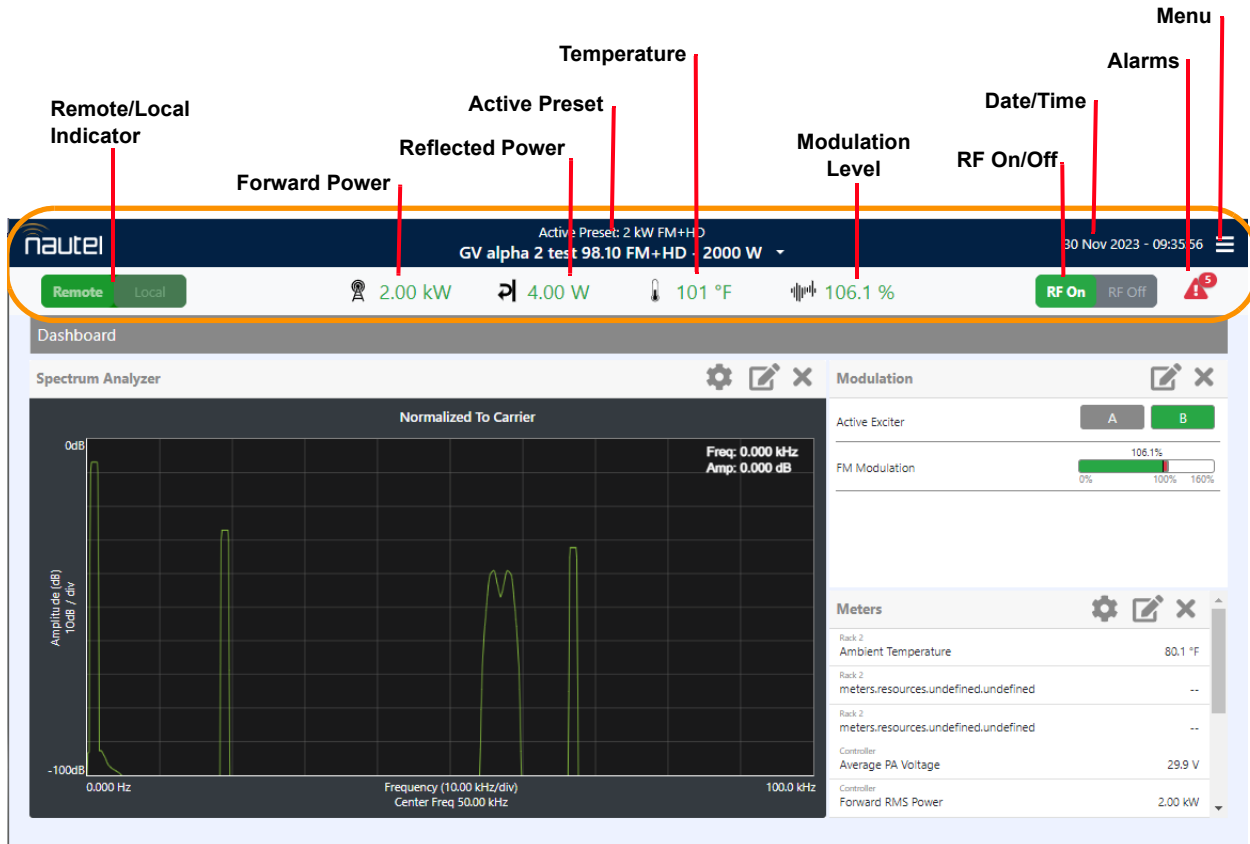 Menu
Temperature
Alarms
Remote/Local
Indicator
Active Preset
Date/Time
Reflected Power
Modulation
Level
RF On/Off
Forward Power
nautel
Active Preset: 2 kW FM+HD
GV alpha 2 test 98.10 FM+HD - 2000 W
30 Nov 2023 - 09:35:56
Remote Local
2.00 kW
4.00 W
101 °F
106.1 %
RF On RF Off
5
Dashboard
Spectrum Analyzer
Normalized To Carrier
0dB
Freq: 0.000 kHz
Amp: 0.000 dB
Amplitude (dB)
10dB / div
-100dB
0.000 Hz
Frequency (10.00 kHz/div)
Center Freq 50.00 kHz
100.0 kHz
Modulation
Active Exciter A B
106.1%
FM Modulation
0% 100% 160%
Meters
Rack 2
Ambient Temperature 80.1 °F
Rack 2
meters.resources.undefined.undefined --
Rack 2
meters.resources.undefined.undefined --
Controller
Average PA Voltage 29.9 V
Controller
Forward RMS Power 2.00 kW